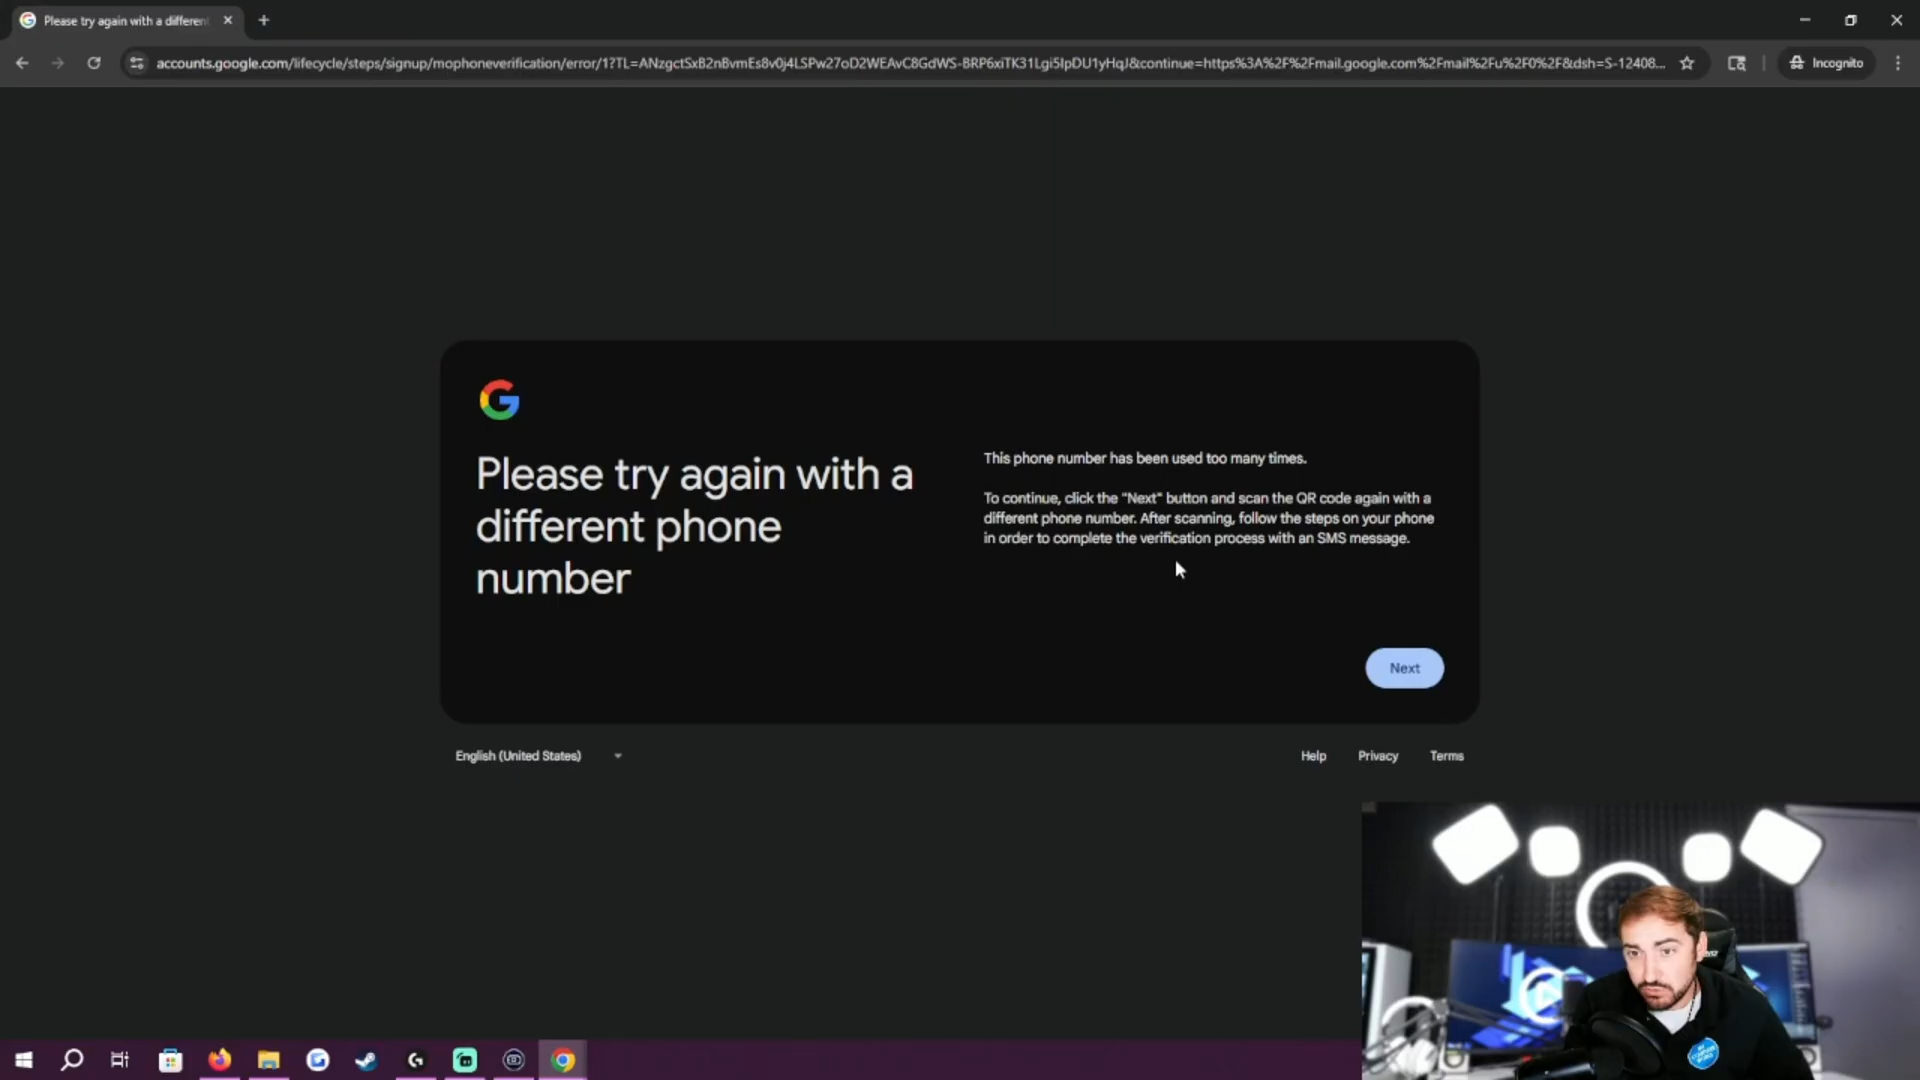 Please try again with a differen
accounts.google.com/lifecycle/steps/signup/mophoneverification/error/1?TL=ANzgctSxB2nBvmEs8v0j4LSPw27oD2WEAvC8GdWS-BRP6xiTK31Lgi5IpDU1yHqJ&continue=https%3A%2F%2Fmail.google.com%2Fmail%2Fu%2F0%2F&dsh=S-12408...
Incognito
Please try again with a
different phone
number
This phone number has been used too many times.
To continue, click the "Next" button and scan the QR code again with a
different phone number. After scanning, follow the steps on your phone
in order to complete the verification process with an SMS message.
Next
English (United States)
Help
Privacy
Terms